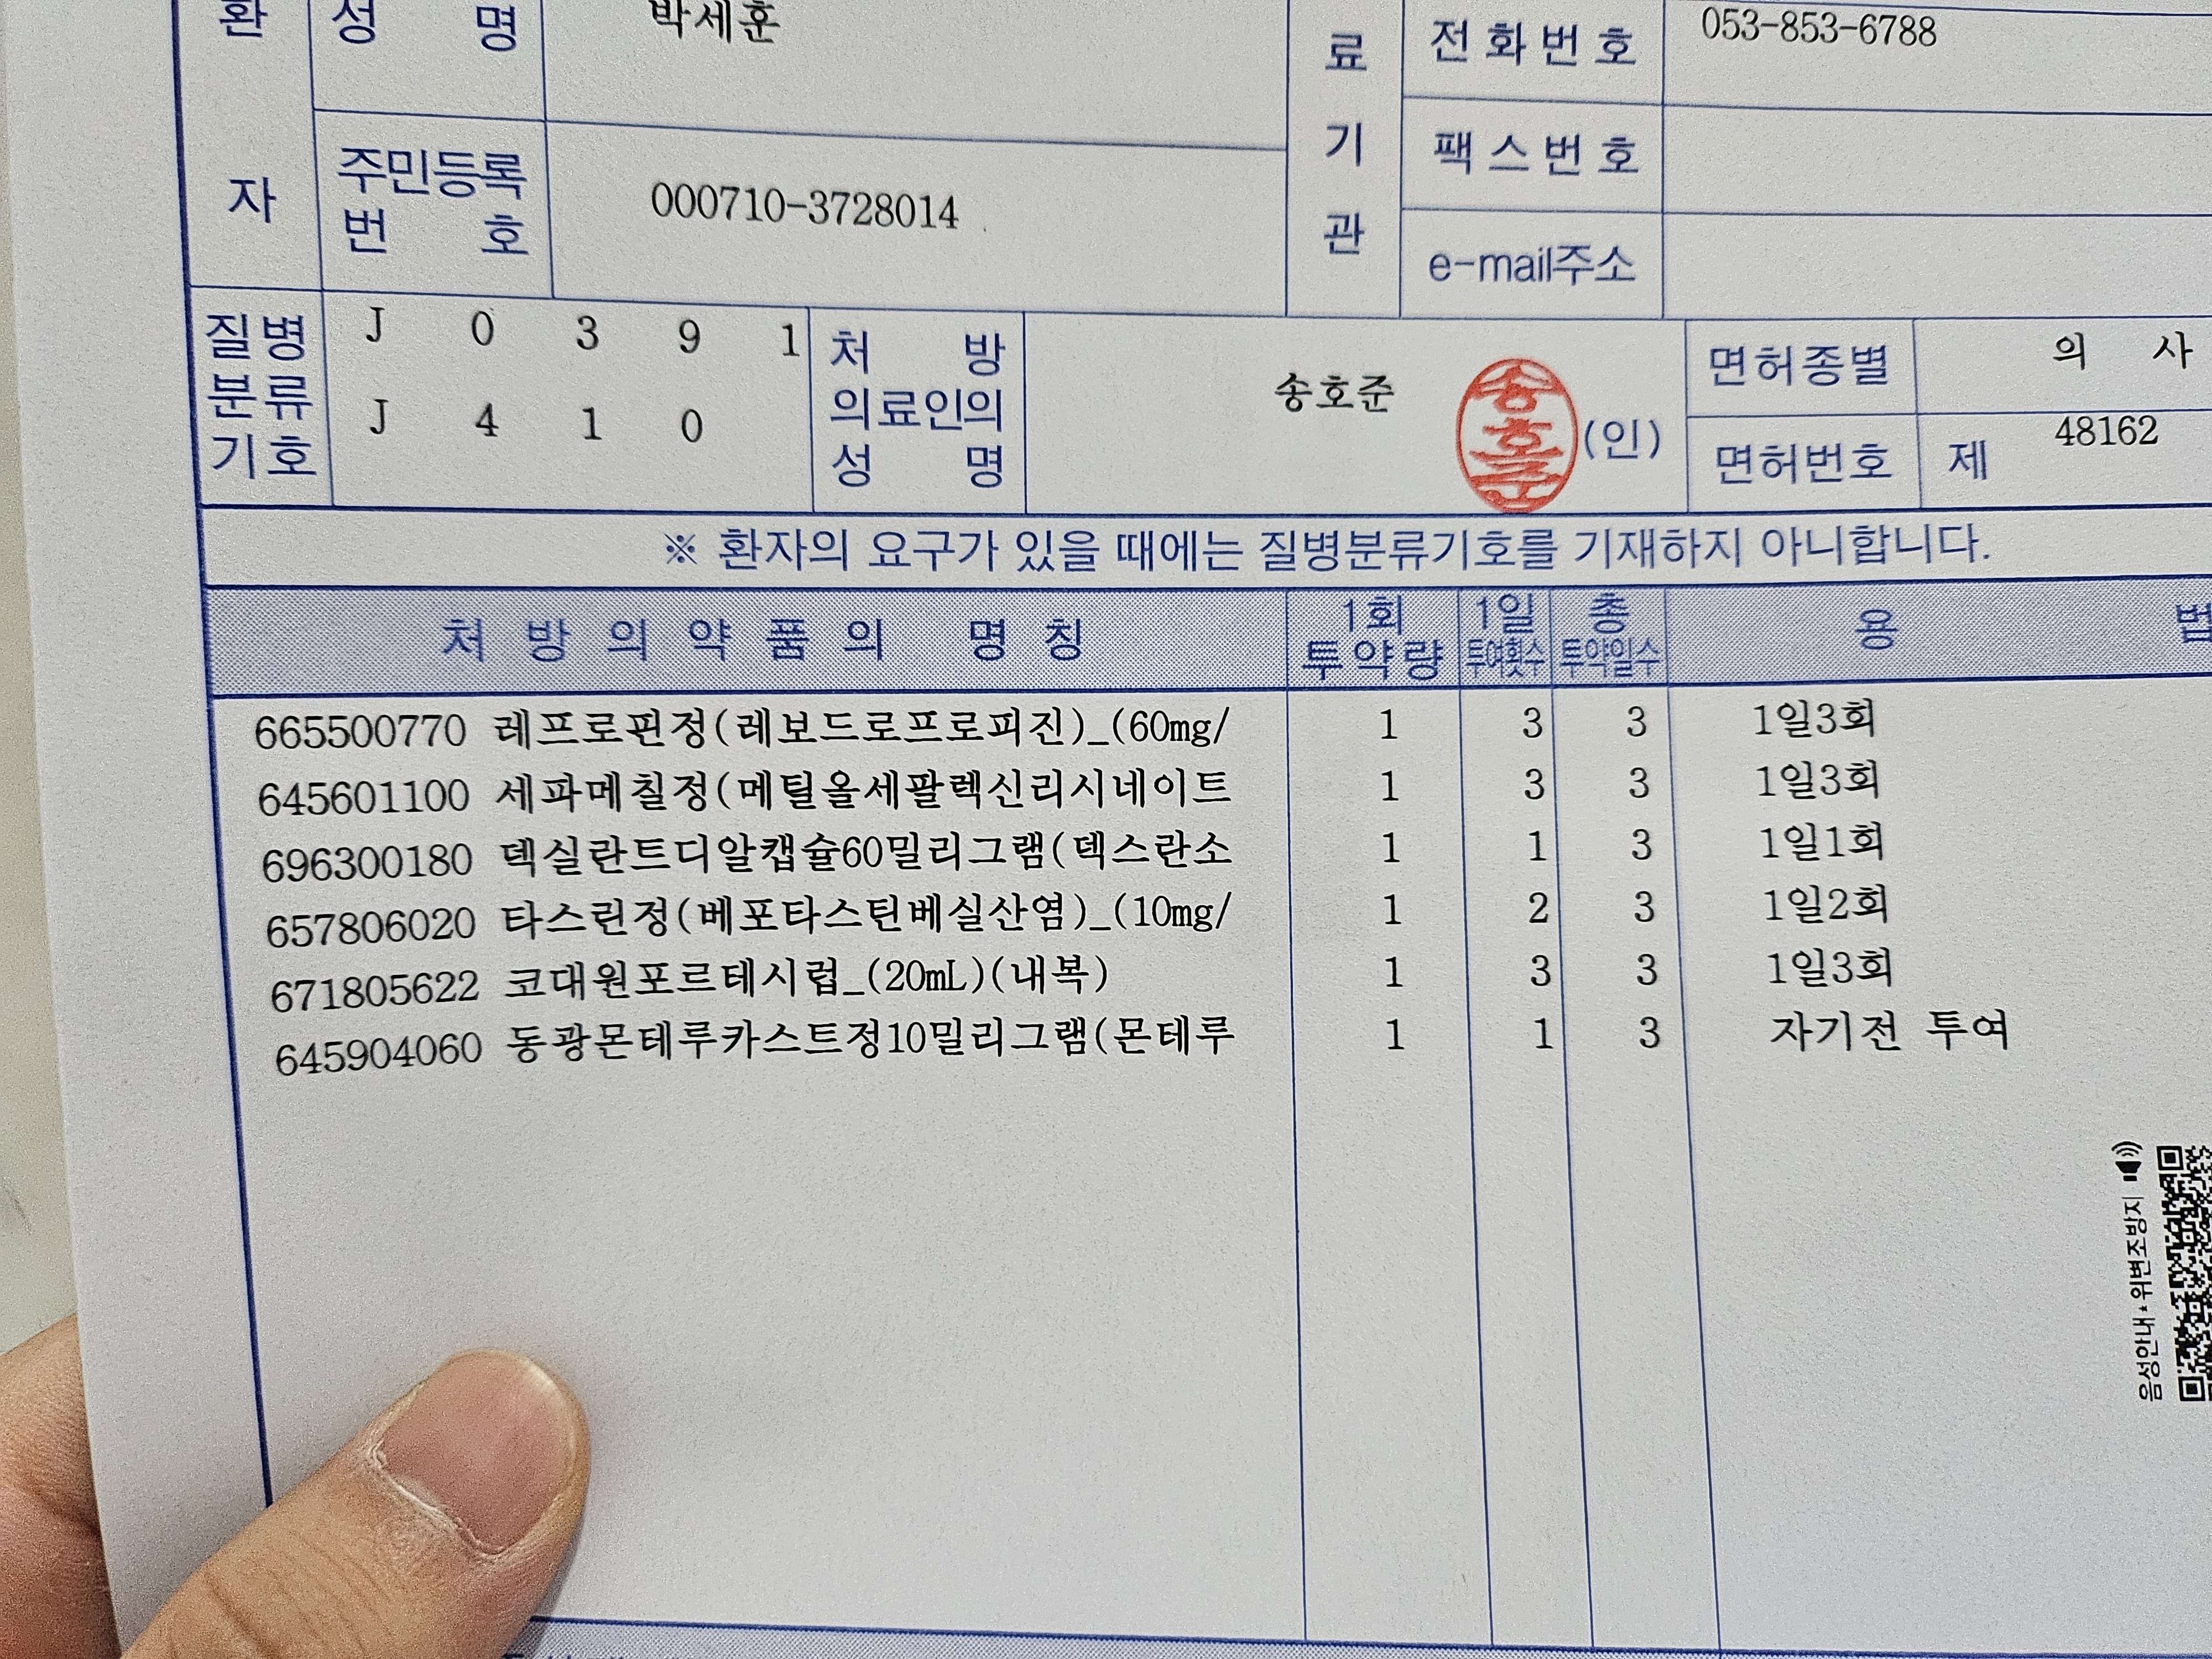 환 성 명 박세훈 료 전화번호 053-853-6788
기 팩스번호
자 주민등록 번 호 000710-3728014
관 e-mail주소
질병 분류 기호
J 0 3 9 1
J 4 1 0
처 방 의료인의 성 명
송호준 송호준 (인)
면허종별 의 사
면허번호 제 48162
※ 환자의 요구가 있을 때에는 질병분류기호를 기재하지 아니합니다.
처 방 의 약 품 의 명 칭 1회 투약량 1일 투여횟수 총 투약일수 용 법
665500770 레프로핀정(레보드로프로피진)_(60mg/ 1 3 3 1일3회
645601100 세파메칠정(메틸올세팔렉신리시네이트 1 3 3 1일3회
696300180 덱실란트디알캡슐60밀리그램(덱스란소 1 1 3 1일1회
657806020 타스린정(베포타스틴베실산염)_(10mg/ 1 2 3 1일2회
671805622 코대원포르테시럽_(20mL)(내복) 1 3 3 1일3회
645904060 동광몬테루카스트정10밀리그램(몬테루 1 1 3 자기전 투여
음성안내*위변조방지